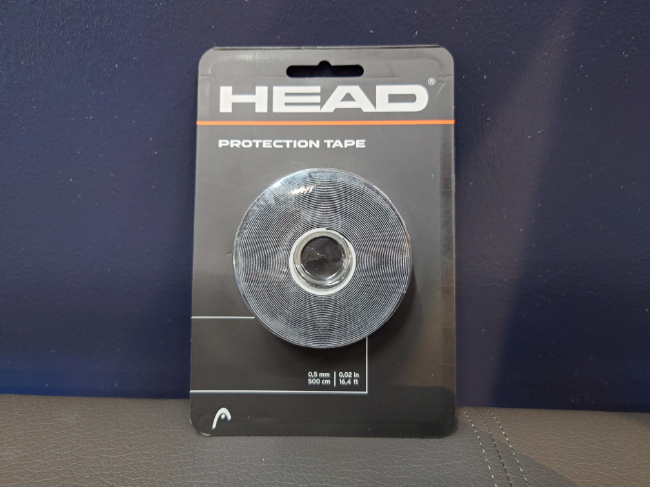 HEAD®
PROTECTION TAPE
0,5 mm | 0,02 in
500 cm | 16,4 ft